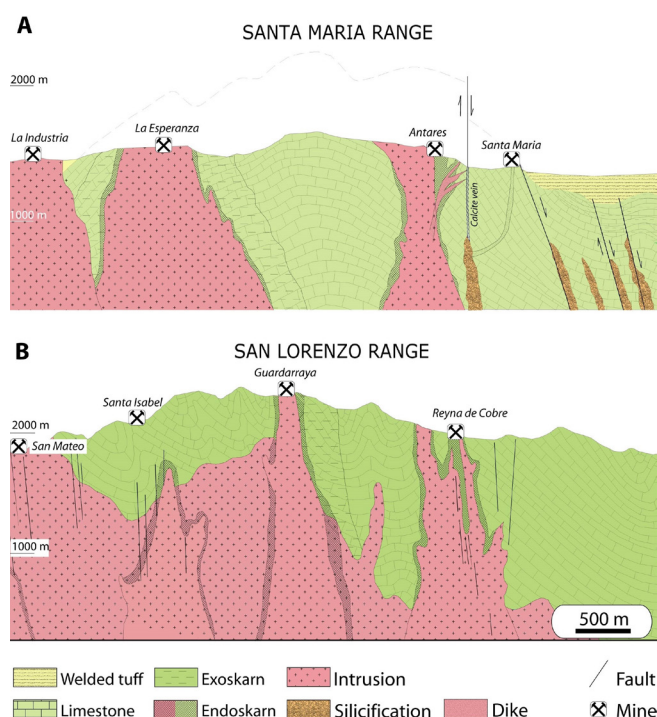 A
SANTA MARIA RANGE
2000 m
La Industria
La Esperanza
Antares
Santa Maria
1000 m
Calcite vein
B
SAN LORENZO RANGE
Guardarraya
Santa Isabel
Reyna de Cobre
2000 m
San Mateo
1000 m
500 m
Welded tuff
Exoskarn
Intrusion
Fault
Limestone
Endoskarn
Silicification
Dike
Mine